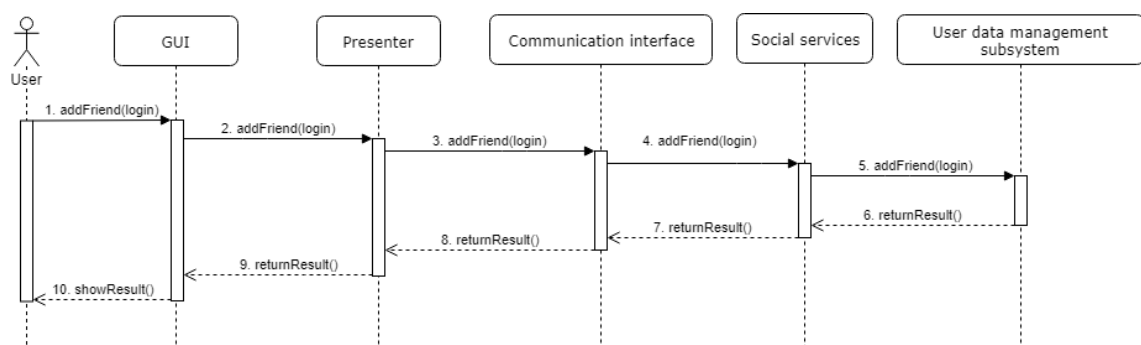 GUI
Presenter
Communication interface
Social services
User data management
subsystem
User
1. addFriend(login)
2. addFriend(login)
3. addFriend(login)
4. addFriend(login)
5. addFriend(login)
6. returnResult()
7. returnResult()
8. returnResult()
9. returnResult()
10. showResult()